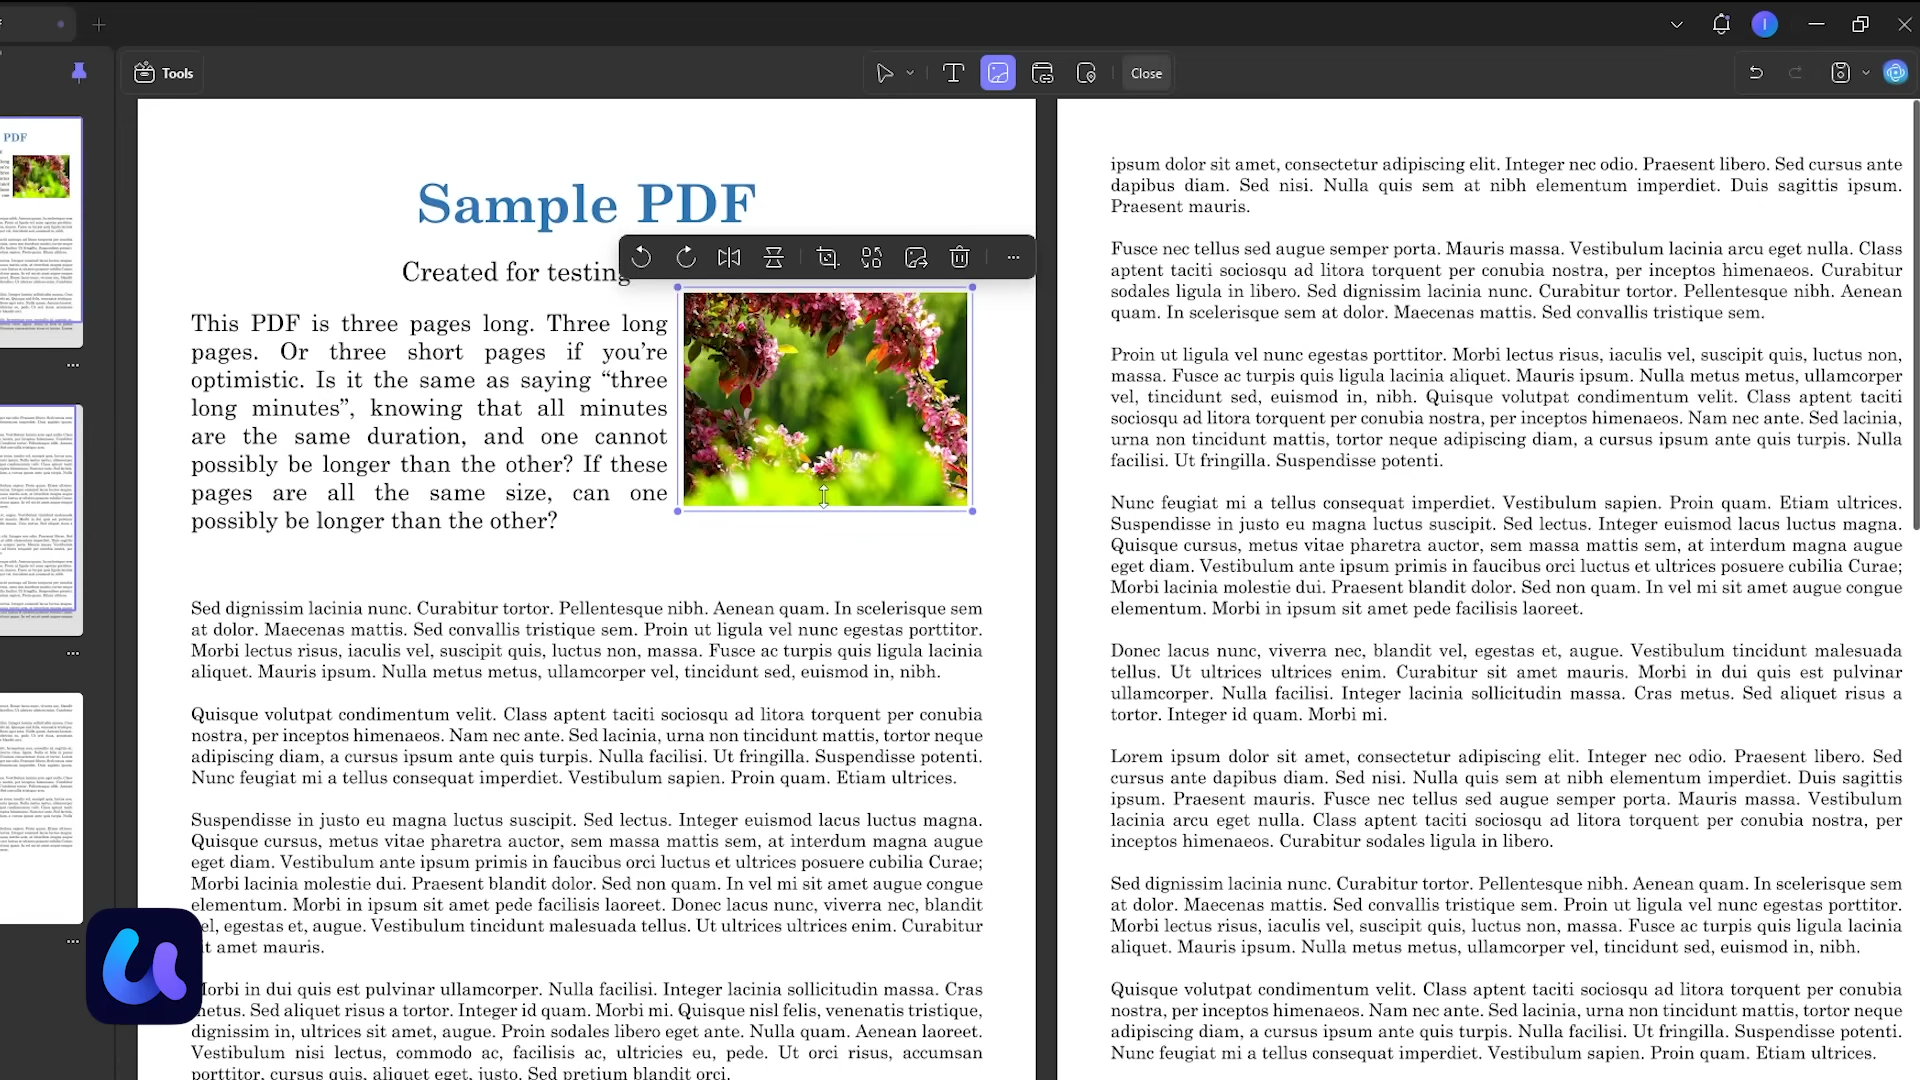 Tools
Close
I
PDF
Sample PDF
Created for testing
This PDF is three pages long. Three long
pages. Or three short pages if you’re
optimistic. Is it the same as saying “three
long minutes”, knowing that all minutes
are the same duration, and one cannot
possibly be longer than the other? If these
pages are all the same size, can one
possibly be longer than the other?
Sed dignissim lacinia nunc. Curabitur tortor. Pellentesque nibh. Aenean quam. In scelerisque sem
at dolor. Maecenas mattis. Sed convallis tristique sem. Proin ut ligula vel nunc egestas porttitor.
Morbi lectus risus, iaculis vel, suscipit quis, luctus non, massa. Fusce ac turpis quis ligula lacinia
aliquet. Mauris ipsum. Nulla metus metus, ullamcorper vel, tincidunt sed, euismod in, nibh.
Quisque volutpat condimentum velit. Class aptent taciti sociosqu ad litora torquent per conubia
nostra, per inceptos himenaeos. Nam nec ante. Sed lacinia, urna non tincidunt mattis, tortor neque
adipiscing diam, a cursus ipsum ante quis turpis. Nulla facilisi. Ut fringilla. Suspendisse potenti.
Nunc feugiat mi a tellus consequat imperdiet. Vestibulum sapien. Proin quam. Etiam ultrices.
Suspendisse in justo eu magna luctus suscipit. Sed lectus. Integer euismod lacus luctus magna.
Quisque cursus, metus vitae pharetra auctor, sem massa mattis sem, at interdum magna augue
eget diam. Vestibulum ante ipsum primis in faucibus orci luctus et ultrices posuere cubilia Curae;
Morbi lacinia molestie dui. Praesent blandit dolor. Sed non quam. In vel mi sit amet augue congue
elementum. Morbi in ipsum sit amet pede facilisis laoreet. Donec lacus nunc, viverra nec, blandit
el, egestas et, augue. Vestibulum tincidunt malesuada tellus. Ut ultrices ultrices enim. Curabitur
it amet mauris.
orbi in dui quis est pulvinar ullamcorper. Nulla facilisi. Integer lacinia sollicitudin massa. Cras
etus. Sed aliquet risus a tortor. Integer id quam. Morbi mi. Quisque nisl felis, venenatis tristique,
dignissim in, ultrices sit amet, augue. Proin sodales libero eget ante. Nulla quam. Aenean laoreet.
Vestibulum nisi lectus, commodo ac, facilisis ac, ultricies eu, pede. Ut orci risus, accumsan
porttitor, cursus quis, aliquet eget, justo. Sed pretium blandit orci.
ipsum dolor sit amet, consectetur adipiscing elit. Integer nec odio. Praesent libero. Sed cursus ante
dapibus diam. Sed nisi. Nulla quis sem at nibh elementum imperdiet. Duis sagittis ipsum.
Praesent mauris.
Fusce nec tellus sed augue semper porta. Mauris massa. Vestibulum lacinia arcu eget nulla. Class
aptent taciti sociosqu ad litora torquent per conubia nostra, per inceptos himenaeos. Curabitur
sodales ligula in libero. Sed dignissim lacinia nunc. Curabitur tortor. Pellentesque nibh. Aenean
quam. In scelerisque sem at dolor. Maecenas mattis. Sed convallis tristique sem.
Proin ut ligula vel nunc egestas porttitor. Morbi lectus risus, iaculis vel, suscipit quis, luctus non,
massa. Fusce ac turpis quis ligula lacinia aliquet. Mauris ipsum. Nulla metus metus, ullamcorper
vel, tincidunt sed, euismod in, nibh. Quisque volutpat condimentum velit. Class aptent taciti
sociosqu ad litora torquent per conubia nostra, per inceptos himenaeos. Nam nec ante. Sed lacinia,
urna non tincidunt mattis, tortor neque adipiscing diam, a cursus ipsum ante quis turpis. Nulla
facilisi. Ut fringilla. Suspendisse potenti.
Nunc feugiat mi a tellus consequat imperdiet. Vestibulum sapien. Proin quam. Etiam ultrices.
Suspendisse in justo eu magna luctus suscipit. Sed lectus. Integer euismod lacus luctus magna.
Quisque cursus, metus vitae pharetra auctor, sem massa mattis sem, at interdum magna augue
eget diam. Vestibulum ante ipsum primis in faucibus orci luctus et ultrices posuere cubilia Curae;
Morbi lacinia molestie dui. Praesent blandit dolor. Sed non quam. In vel mi sit amet augue congue
elementum. Morbi in ipsum sit amet pede facilisis laoreet.
Donec lacus nunc, viverra nec, blandit vel, egestas et, augue. Vestibulum tincidunt malesuada
tellus. Ut ultrices ultrices enim. Curabitur sit amet mauris. Morbi in dui quis est pulvinar
ullamcorper. Nulla facilisi. Integer lacinia sollicitudin massa. Cras metus. Sed aliquet risus a
tortor. Integer id quam. Morbi mi.
Lorem ipsum dolor sit amet, consectetur adipiscing elit. Integer nec odio. Praesent libero. Sed
cursus ante dapibus diam. Sed nisi. Nulla quis sem at nibh elementum imperdiet. Duis sagittis
ipsum. Praesent mauris. Fusce nec tellus sed augue semper porta. Mauris massa. Vestibulum
lacinia arcu eget nulla. Class aptent taciti sociosqu ad litora torquent per conubia nostra, per
inceptos himenaeos. Curabitur sodales ligula in libero.
Sed dignissim lacinia nunc. Curabitur tortor. Pellentesque nibh. Aenean quam. In scelerisque sem
at dolor. Maecenas mattis. Sed convallis tristique sem. Proin ut ligula vel nunc egestas porttitor.
Morbi lectus risus, iaculis vel, suscipit quis, luctus non, massa. Fusce ac turpis quis ligula lacinia
aliquet. Mauris ipsum. Nulla metus metus, ullamcorper vel, tincidunt sed, euismod in, nibh.
Quisque volutpat condimentum velit. Class aptent taciti sociosqu ad litora torquent per conubia
nostra, per inceptos himenaeos. Nam nec ante. Sed lacinia, urna non tincidunt mattis, tortor neque
adipiscing diam, a cursus ipsum ante quis turpis. Nulla facilisi. Ut fringilla. Suspendisse potenti.
Nunc feugiat mi a tellus consequat imperdiet. Vestibulum sapien. Proin quam. Etiam ultrices.